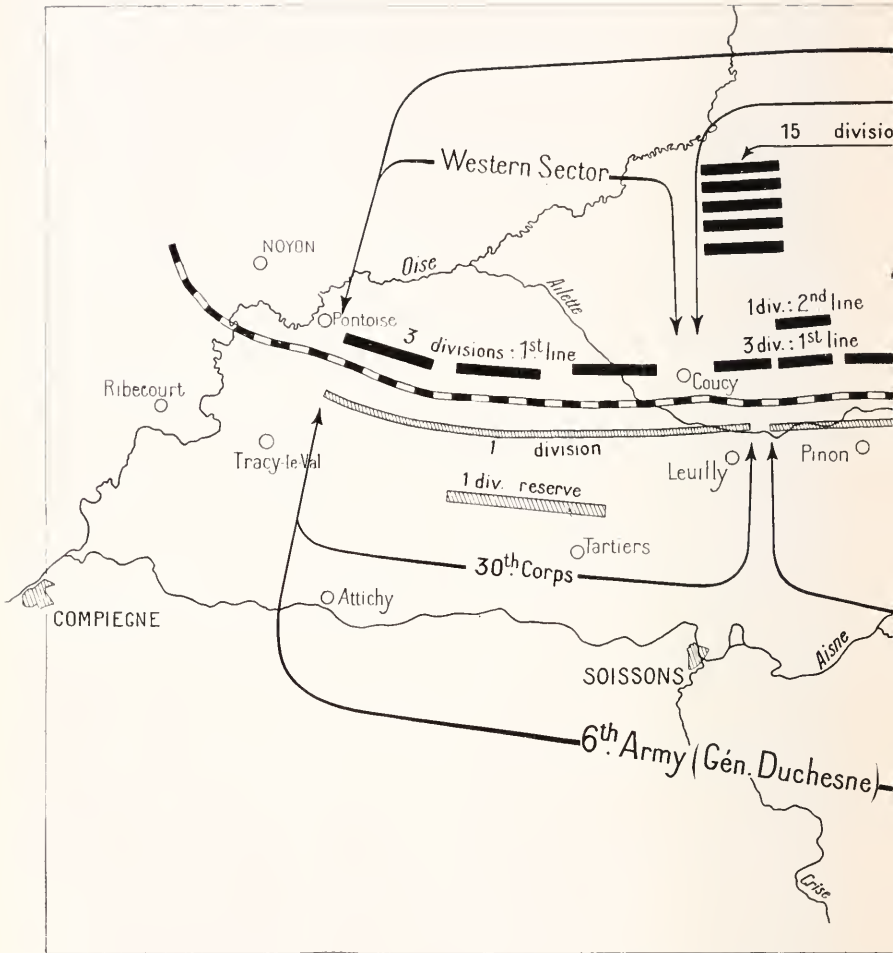 15 divisio
Western Sector
NOYON
Oise
Ailette
1 div.: 2nd line
Pontoise
3 divisions: 1st line
3 div.: 1st line
Coucy
Ribecourt
1 division
Tracy-le-Val
Leuilly
Pinon
1 div. reserve
Tartiers
30th. Corps
Attichy
COMPIEGNE
Aisne
SOISSONS
6th. Army (Gén. Duchesne)
Crise